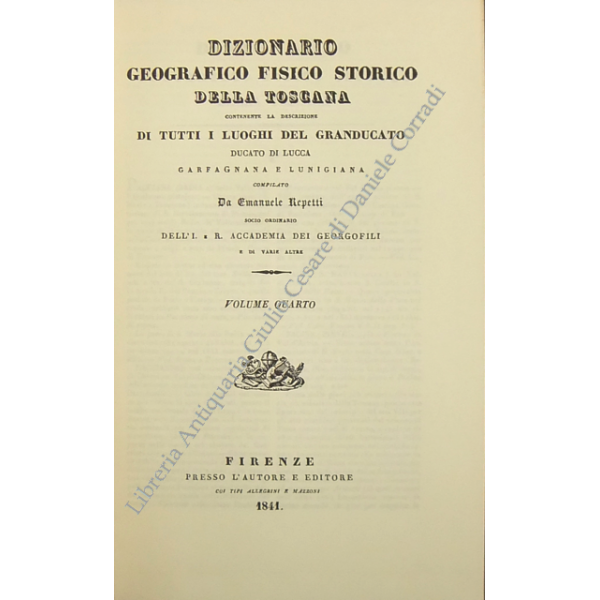 DIZIONARIO
GEOGRAFICO FISICO STORICO
DELLA TOSCANA
CONTENENTE LA DESCRIZIONE
DI TUTTI I LUOGHI DEL GRANDUCATO
DUCATO DI LUCCA
GARFAGNANA E LUNIGIANA
COMPILATO
Da Emanuele Repetti
SOCIO ORDINARIO
DELL'I. e R. ACCADEMIA DEI GEORGOFILI
E DI VARIE ALTRE
VOLUME QUARTO
FIRENZE
PRESSO L'AUTORE E EDITORE
COI TIPI ALLEGRINI E MAZZONI
1841.
Libreria Antiquaria Giulio Cesare di Daniele Corradi